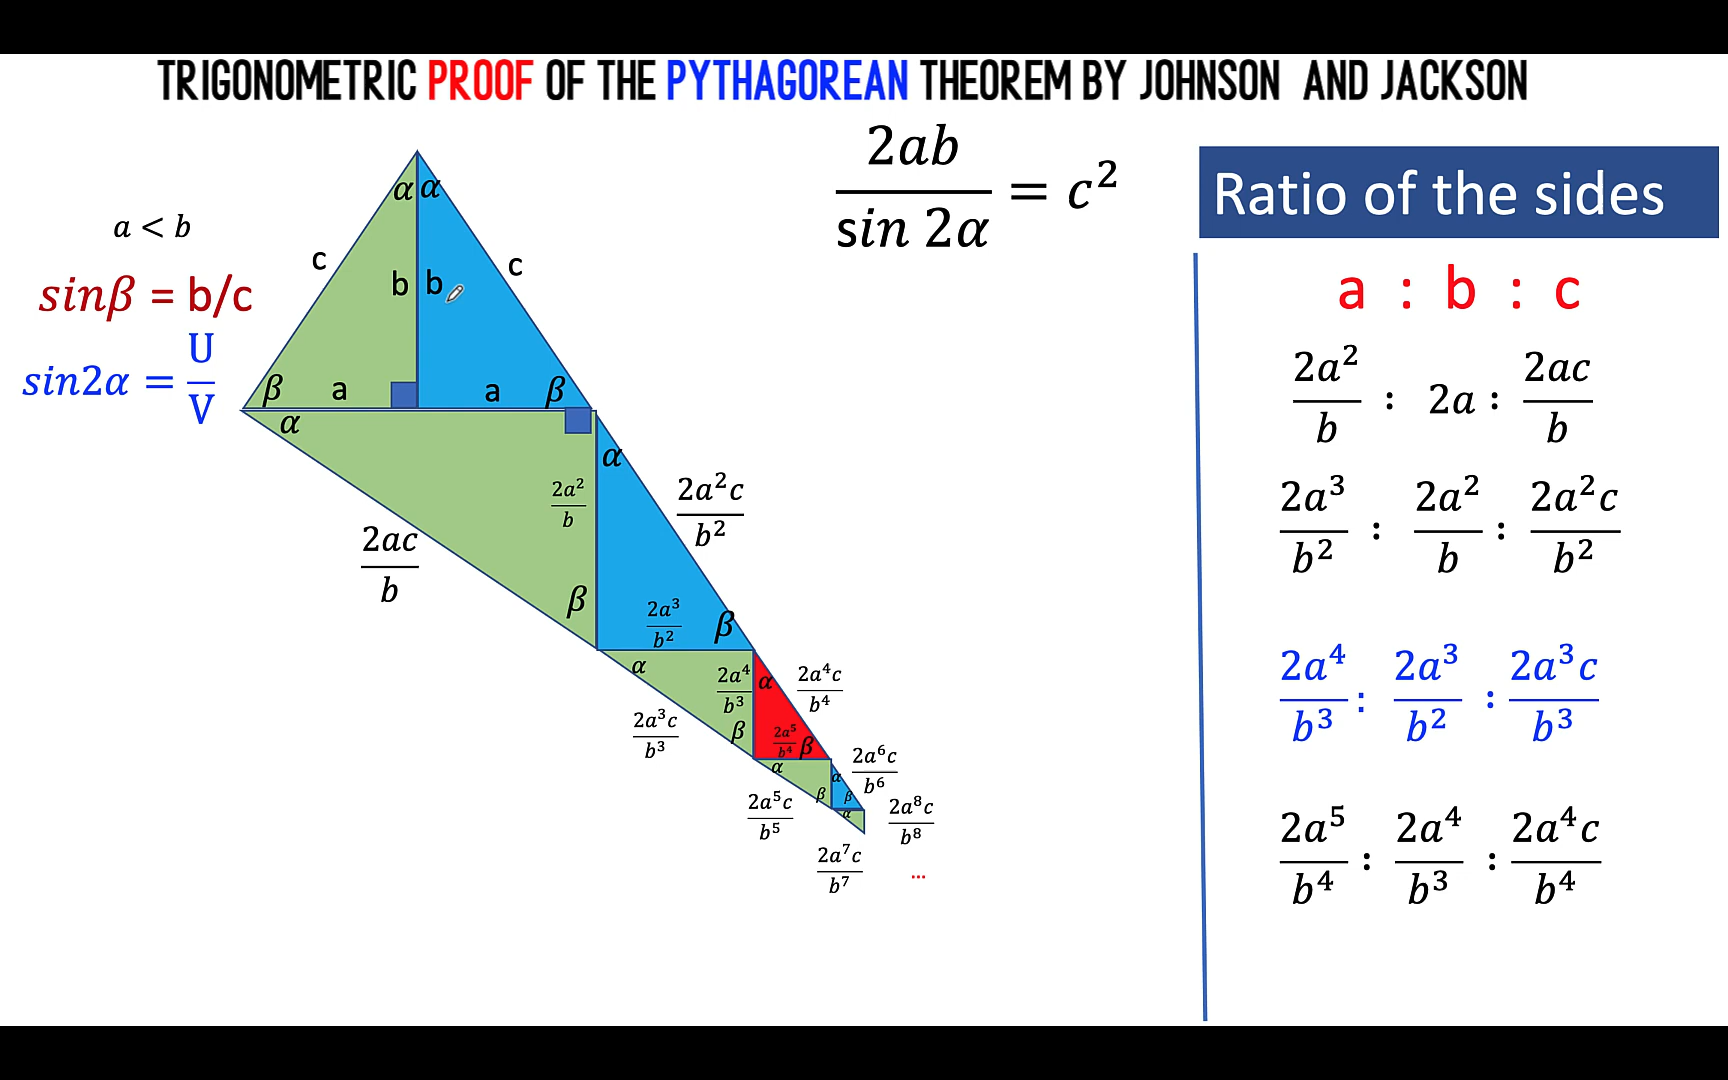 TRIGONOMETRIC PROOF OF THE PYTHAGOREAN THEOREM BY JOHNSON AND JACKSON
2ab/sin 2α = c²
Ratio of the sides
a < b
sinβ = b/c
sin2α = U/V
α α
c c
b b
β a a β
α
α
2a²/b
2a²c/b²
2ac/b
β
2a³/b² β
α
2a⁴/b³ α 2a⁴c/b⁴
2a³c/b³
β 2a⁵/b⁴ β
α
α 2a⁶c/b⁶
β β
2a⁵c/b⁵
α
2a⁸c/b⁸
2a⁷c/b⁷
...
a : b : c
2a²/b : 2a : 2ac/b
2a³/b² : 2a²/b : 2a²c/b²
2a⁴/b³ : 2a³/b² : 2a³c/b³
2a⁵/b⁴ : 2a⁴/b³ : 2a⁴c/b⁴